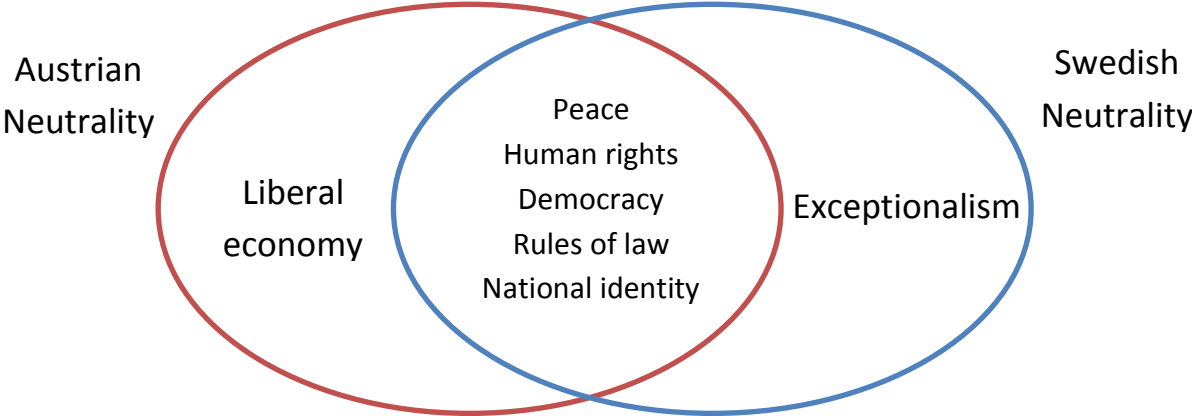 Austrian
Neutrality
Liberal
economy
Peace
Human rights
Democracy
Rules of law
National identity
Exceptionalism
Swedish
Neutrality